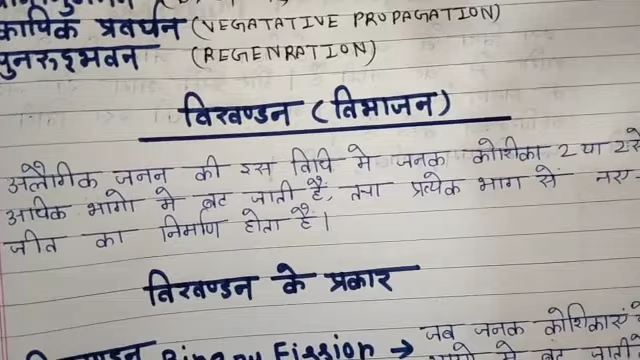 कायिक प्रवर्धन (VEGATATIVE PROPAGATION)
पुनरुद्दभवन (REGENRATION)
विखण्डन (विभाजन)
अलैगिक जनन की इस विधि मे जनक कोशिका 2 या 2 से
अधिक भागो मे बट जाती है, तथा प्रत्येक भाग से नए-
जीव का निर्माण होता है।
विखण्डन के प्रकार
Binary Fission → जब जनक कोशिकाएं